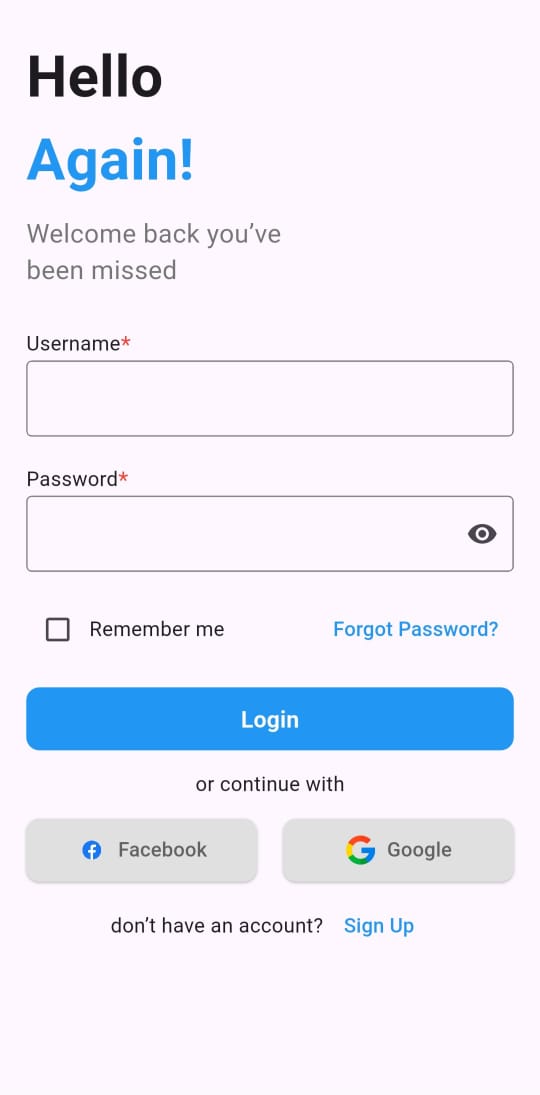 Hello
Again!
Welcome back you’ve
been missed
Username*
Password*
Remember me Forgot Password?
Login
or continue with
Facebook Google
don’t have an account? Sign Up